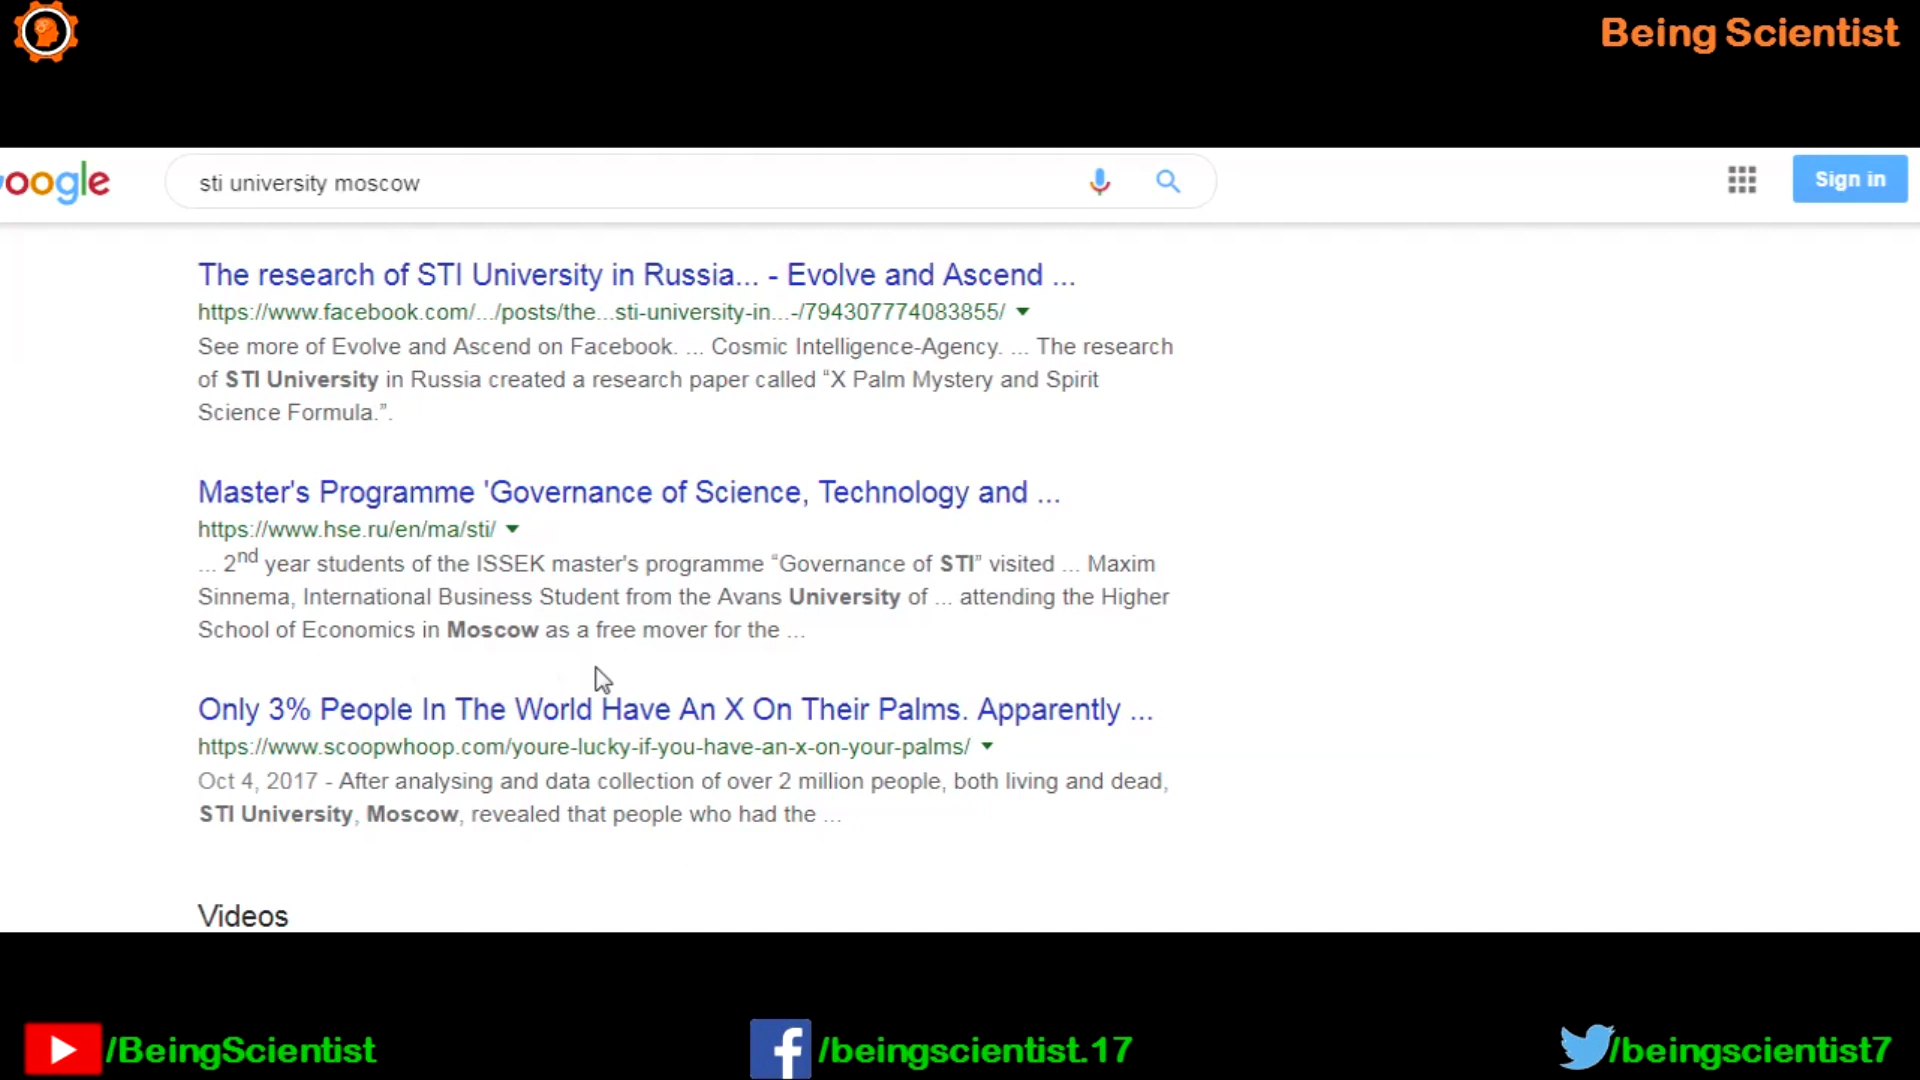 Being Scientist
oogle
sti university moscow
Sign in
The research of STI University in Russia... - Evolve and Ascend ...
https://www.facebook.com/.../posts/the...sti-university-in...-/794307774083855/
See more of Evolve and Ascend on Facebook. ... Cosmic Intelligence-Agency. ... The research
of STI University in Russia created a research paper called “X Palm Mystery and Spirit
Science Formula.”.
Master's Programme 'Governance of Science, Technology and ...
https://www.hse.ru/en/ma/sti/
... 2nd year students of the ISSEK master's programme “Governance of STI” visited ... Maxim
Sinnema, International Business Student from the Avans University of ... attending the Higher
School of Economics in Moscow as a free mover for the ...
Only 3% People In The World Have An X On Their Palms. Apparently ...
https://www.scoopwhoop.com/youre-lucky-if-you-have-an-x-on-your-palms/
Oct 4, 2017 - After analysing and data collection of over 2 million people, both living and dead,
STI University, Moscow, revealed that people who had the ...
Videos
/BeingScientist
/beingscientist.17
/beingscientist7